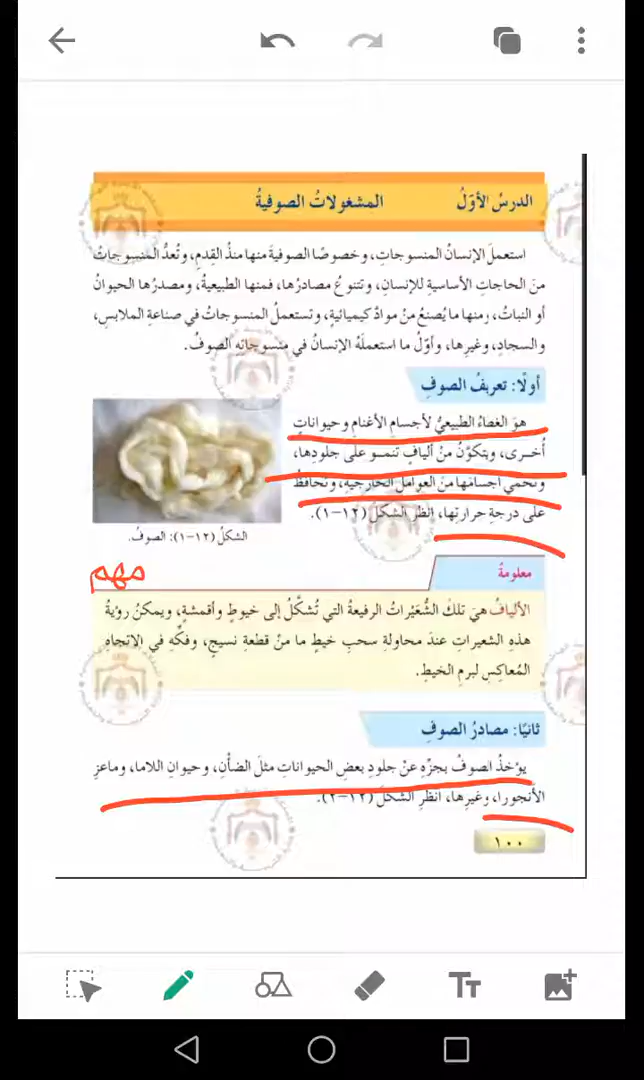 الدرسُ الأوّلُ المشغولاتُ الصوفيةُ
استعملَ الإنسانُ المنسوجاتِ، وخصوصًا الصوفيةَ منها منذُ القِدمِ، وتُعدُّ المنسوجاتُ
منَ الحاجاتِ الأساسيةِ للإنسانِ، وتتنوعُ مصادرُها، فمنها الطبيعيةُ، ومصدرُها الحيوانُ
أو النباتُ، ومنها ما يُصنعُ منْ موادَّ كيميائيةٍ، وتستعملُ المنسوجاتُ في صناعةِ الملابسِ،
والسجادِ، وغيرِها، وأوّلُ ما استعملَهُ الإنسانُ في منسوجاتِهِ الصوفُ.
أولًا: تعريفُ الصوفِ
هوَ الغطاءُ الطبيعيُّ لأجسامِ الأغنامِ وحيواناتٍ
أُخرى، ويتكوّنُ منْ أليافٍ تنمو على جلودِها،
وتحمي أجسامَها منَ العواملِ الخارجيةِ، وتحافظُ
على درجةِ حرارتِها، انظرِ الشكلَ (١٢-١).
الشكلُ (١٢-١): الصوفُ.
مهم
معلومةٌ
الأليافُ هيَ تلكَ الشُّعَيْراتُ الرفيعةُ التي تُشكَّلُ إلى خيوطٍ وأقمشةٍ، ويمكنُ رؤيةُ
هذهِ الشعيراتِ عندَ محاولةِ سحبِ خيطٍ ما منْ قطعةِ نسيجٍ، وفكِّهِ في الاتجاهِ
المُعاكِسِ لبرمِ الخيطِ.
ثانيًا: مصادرُ الصوفِ
يؤخذُ الصوفُ بجزِّهِ عنْ جلودِ بعضِ الحيواناتِ مثلَ الضأْنِ، وحيوانِ اللاما، وماعزِ
الأنجورا، وغيرِها، انظرِ الشكلَ (١٢-٢).
١٠٠
Tт